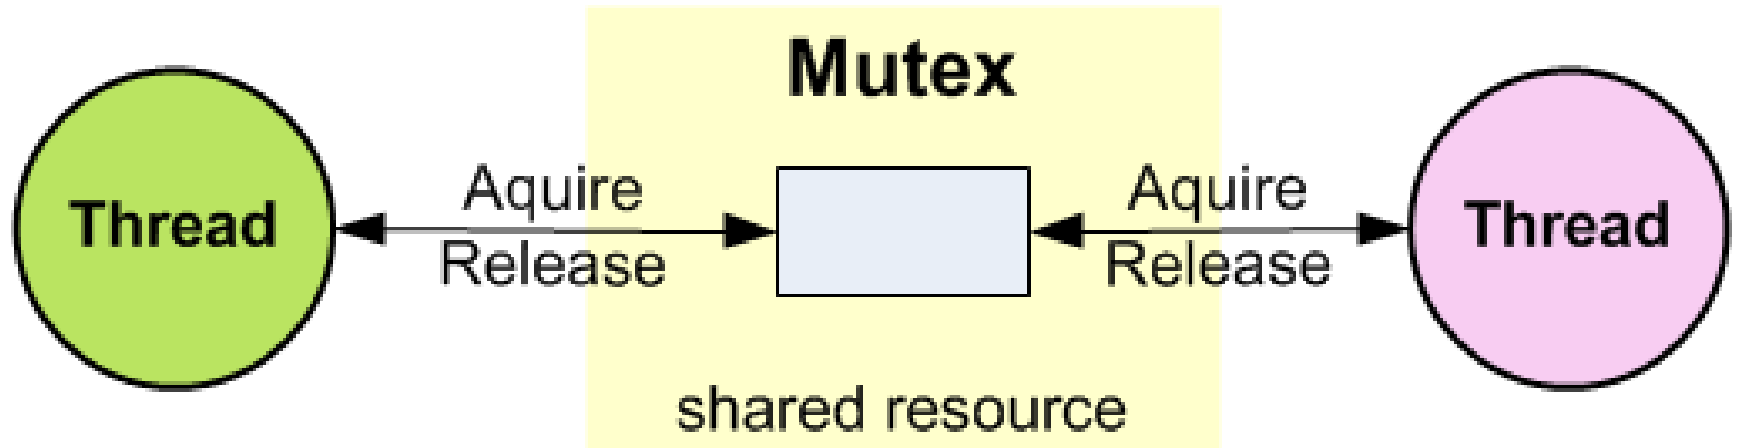 Mutex
Thread
Aquire
Release
Aquire
Release
Thread
shared resource